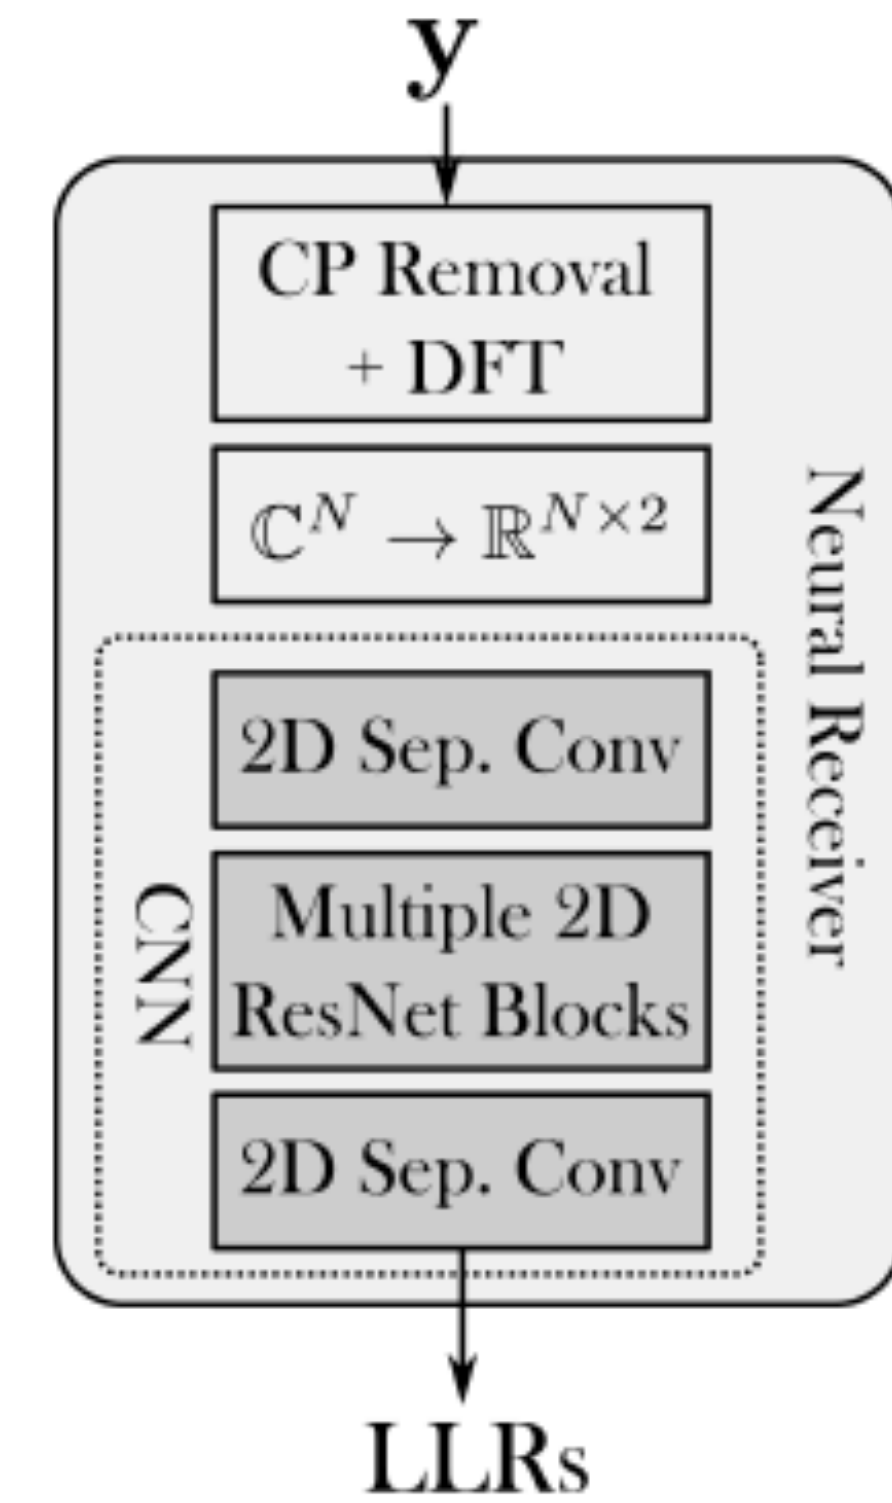 y
CP Removal
+ DFT
ℂ^N → ℝ^{N×2}
Neural Receiver
2D Sep. Conv
CNN
Multiple 2D
ResNet Blocks
2D Sep. Conv
LLRs